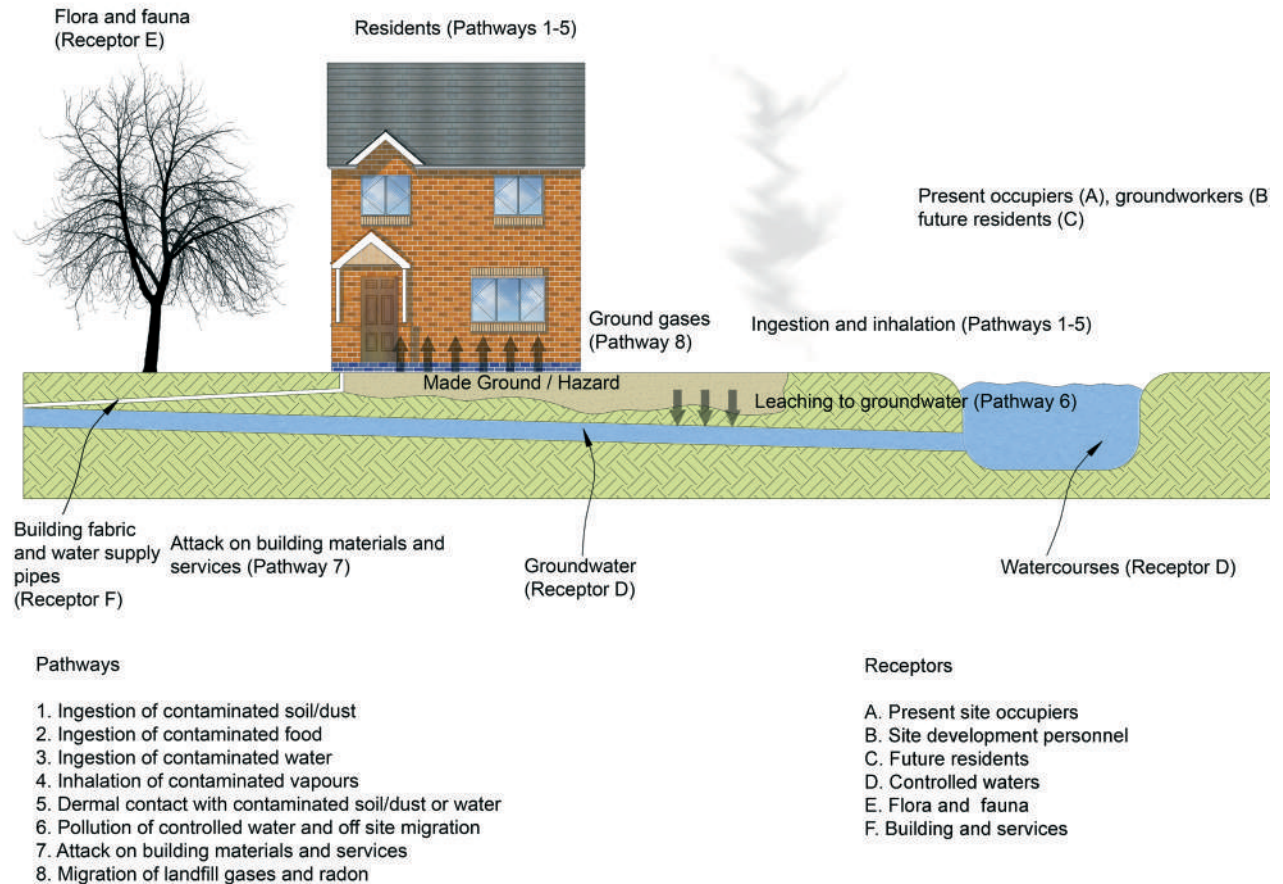 Flora and fauna
(Receptor E)
Residents (Pathways 1-5)
Present occupiers (A), groundworkers (B
future residents (C)
Ground gases
(Pathway 8)
Ingestion and inhalation (Pathways 1-5)
Made Ground / Hazard
Leaching to groundwater (Pathway 6)
Building fabric
and water supply
pipes
(Receptor F)
Attack on building materials and
services (Pathway 7)
Groundwater
(Receptor D)
Watercourses (Receptor D)
Pathways
1. Ingestion of contaminated soil/dust
2. Ingestion of contaminated food
3. Ingestion of contaminated water
4. Inhalation of contaminated vapours
5. Dermal contact with contaminated soil/dust or water
6. Pollution of controlled water and off site migration
7. Attack on building materials and services
8. Migration of landfill gases and radon
Receptors
A. Present site occupiers
B. Site development personnel
C. Future residents
D. Controlled waters
E. Flora and  fauna
F. Building and services